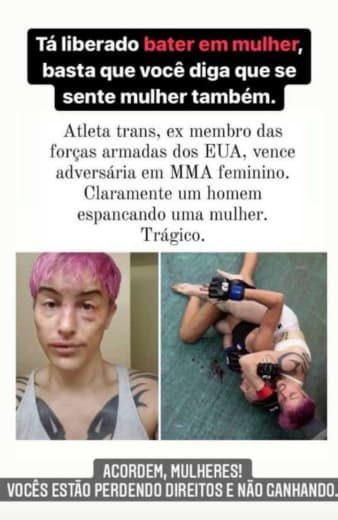 Tá liberado bater em mulher,
basta que você diga que se
sente mulher também.
Atleta trans, ex membro das
forças armadas dos EUA, vence
adversária em MMA feminino.
Claramente um homem
espancando uma mulher.
Trágico.
ACORDEM, MULHERES!
VOCÊS ESTÃO PERDENDO DIREITOS E NÃO GANHANDO.